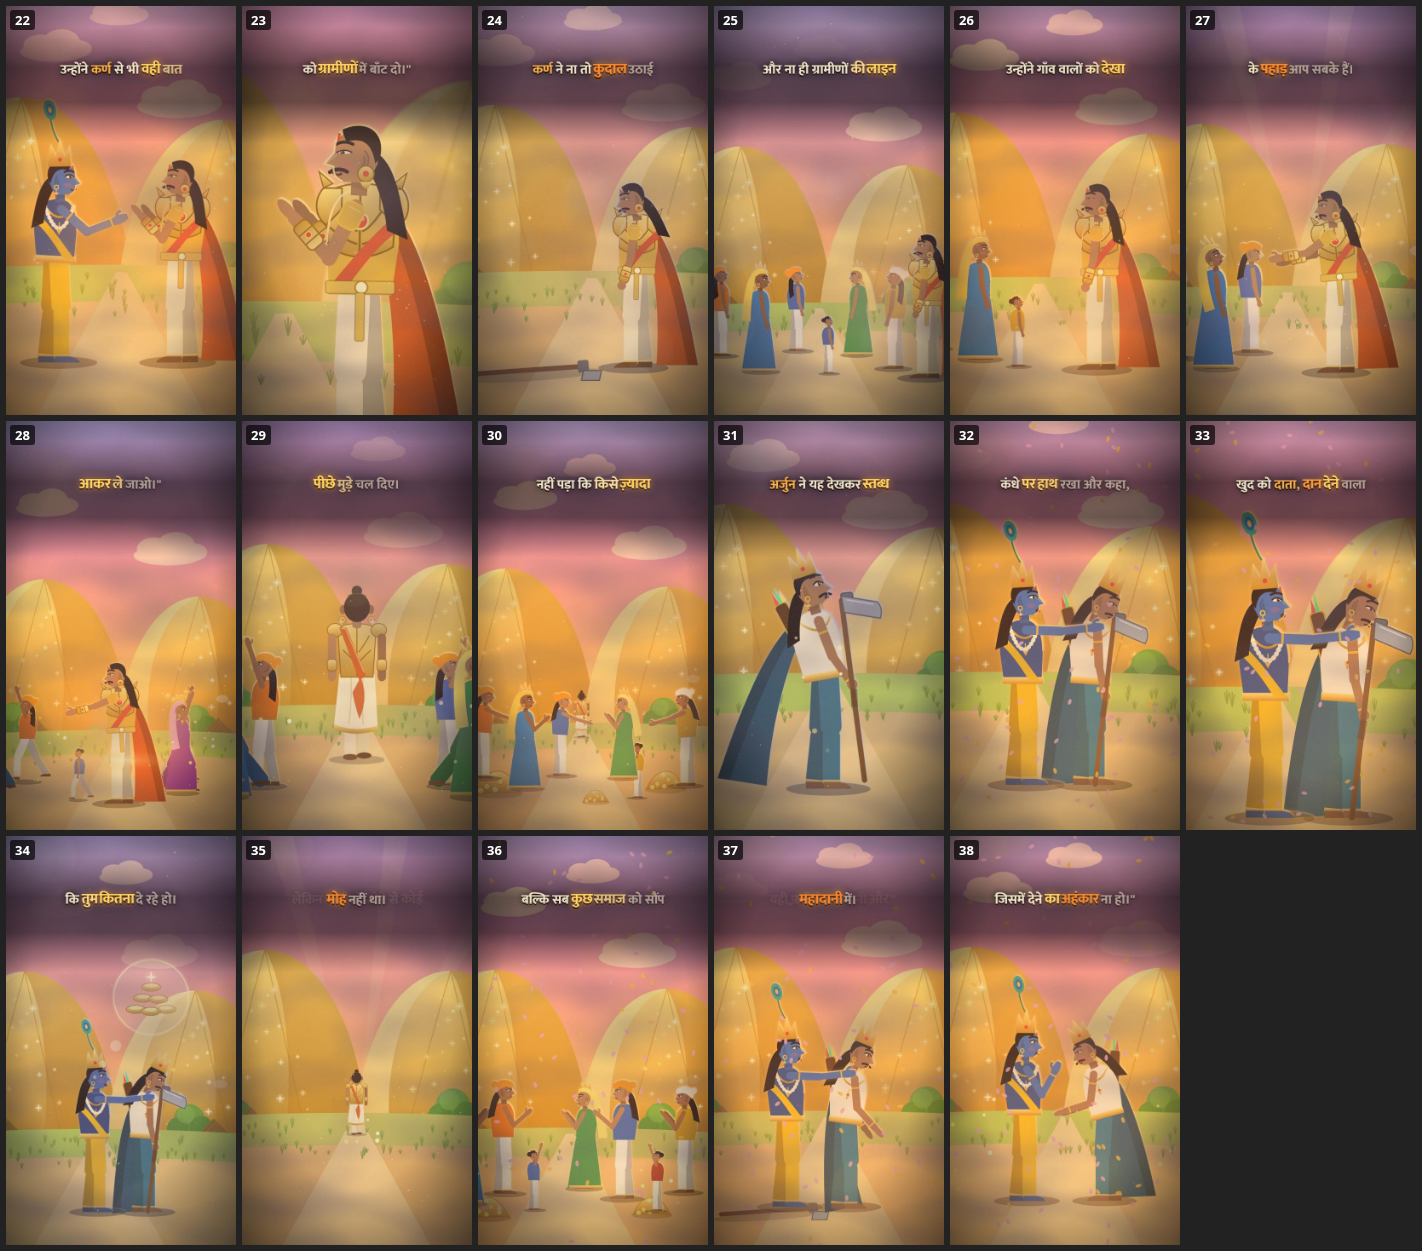 22
उन्होंने कर्ण से भी वही बात
23
को ग्रामीणों में बाँट दो।"
24
कर्ण ने ना तो कुदाल उठाई
25
और ना ही ग्रामीणों की लाइन
26
उन्होंने गाँव वालों को देखा
27
के पहाड़ आप सबके हैं।
28
आकर ले जाओ।"
29
पीछे मुड़े चल दिए।
30
नहीं पड़ा कि किसे ज़्यादा
31
अर्जुन ने यह देखकर स्तब्ध
32
कंधे पर हाथ रखा और कहा,
33
खुद को दाता, दान देने वाला
34
कि तुम कितना दे रहे हो।
35
लेकिन मोह नहीं था। से कोई
36
बल्कि सब कुछ समाज को सौंप
37
महादानी में।
38
जिसमें देने का अहंकार ना हो।"